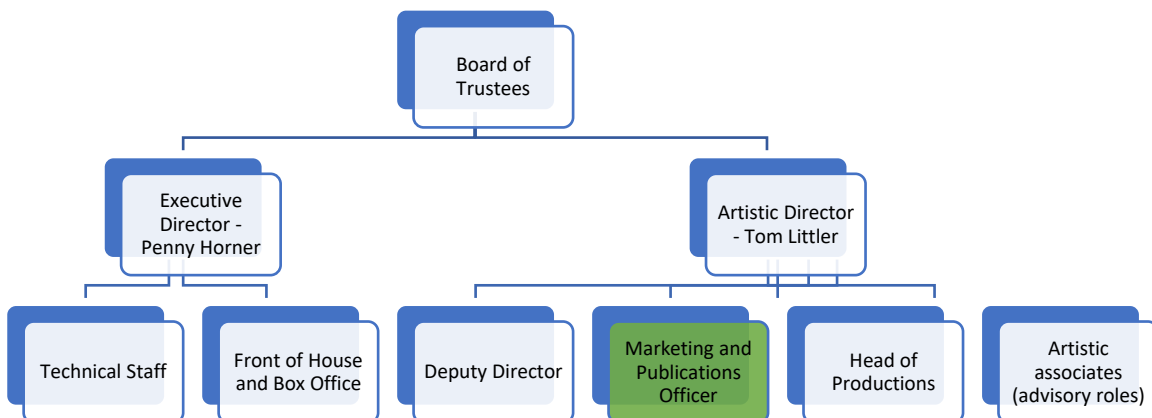 Board of
Trustees
Executive
Director -
Penny Horner
Artistic Director
- Tom Littler
Technical Staff
Front of House
and Box Office
Deputy Director
Marketing and
Publications
Officer
Head of
Productions
Artistic
associates
(advisory roles)